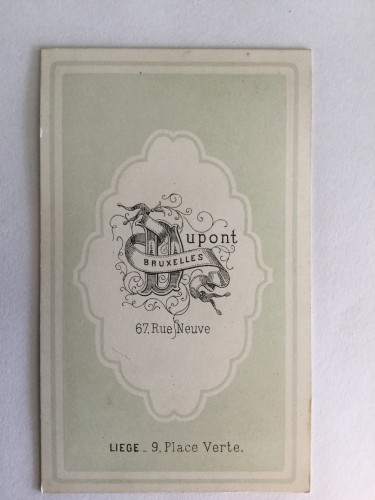 Dupont
BRUXELLES
67, Rue Neuve
LIEGE _ 9, Place Verte.